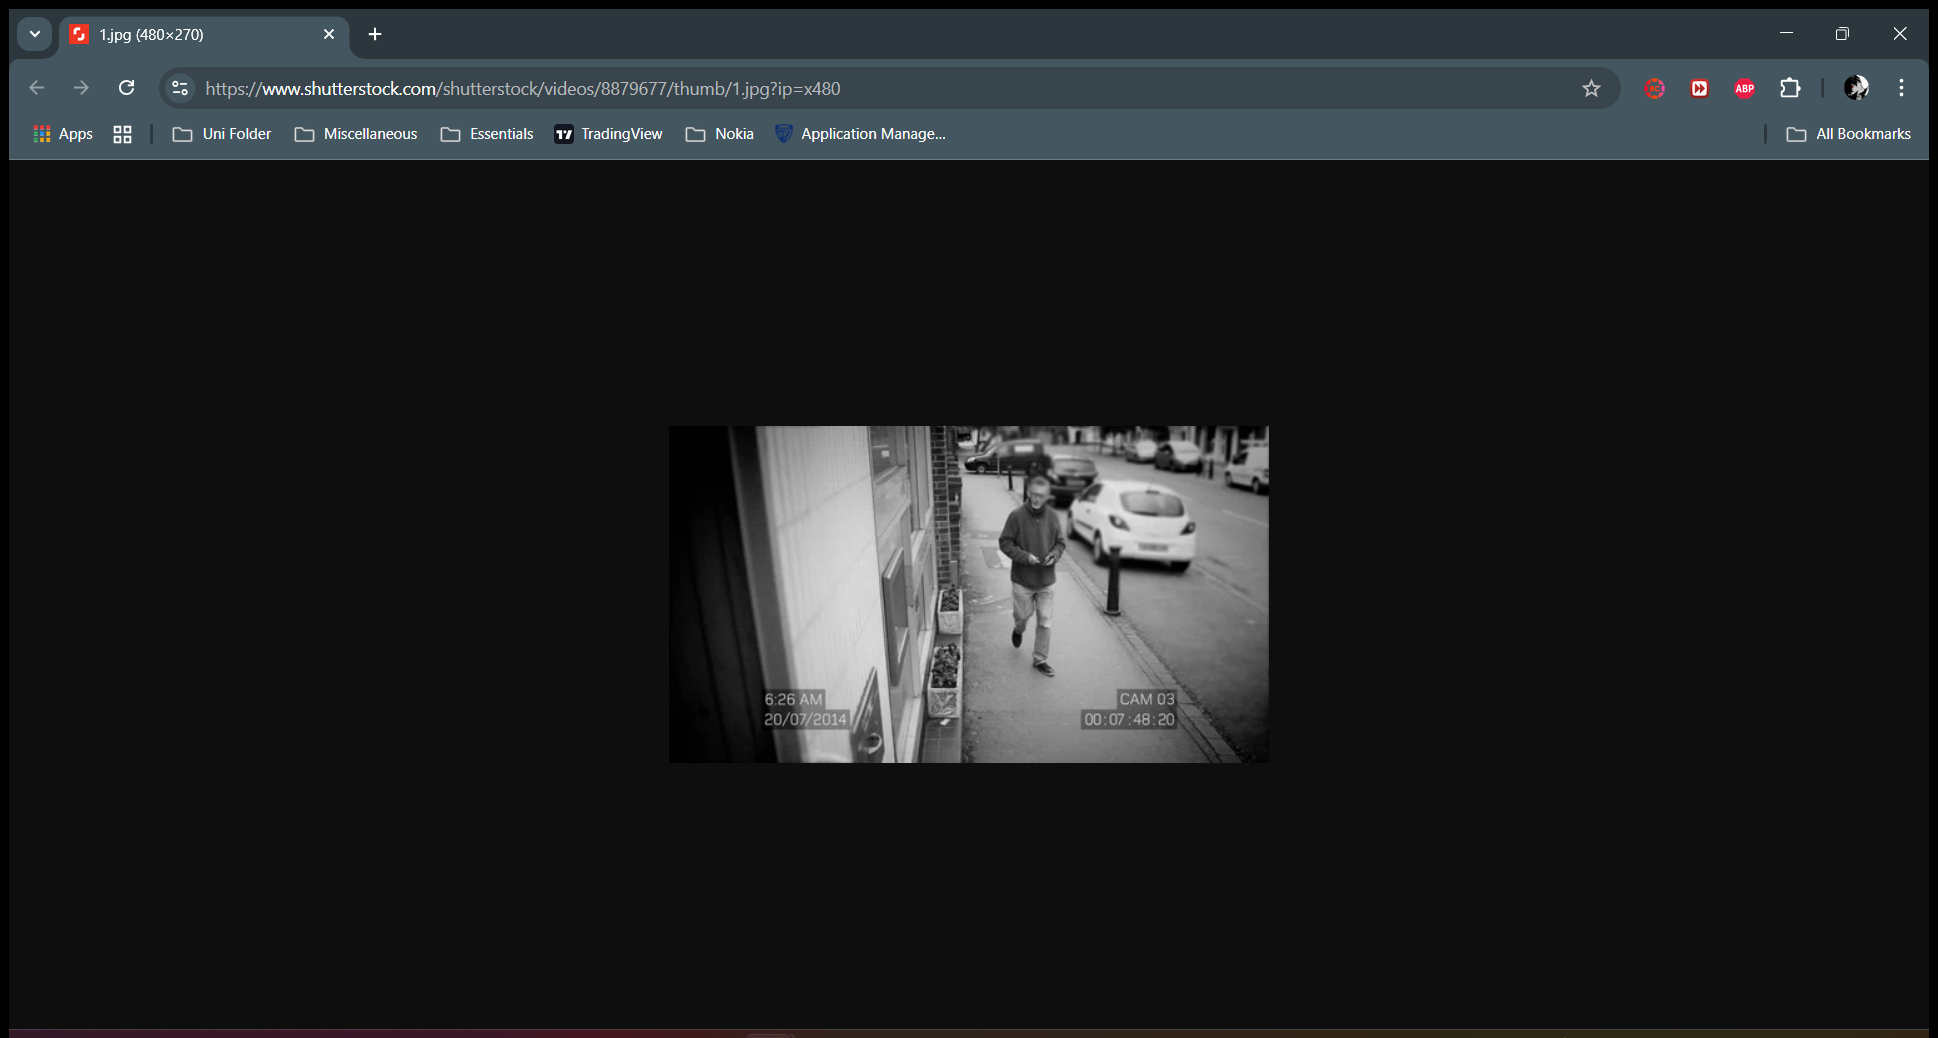 1.jpg (480×270)
https://www.shutterstock.com/shutterstock/videos/8879677/thumb/1.jpg?ip=x480
ABP
Apps
Uni Folder
Miscellaneous
Essentials
TradingView
Nokia
Application Manage...
All Bookmarks
6:26 AM
20/07/2014
CAM 03
00:07:48:20